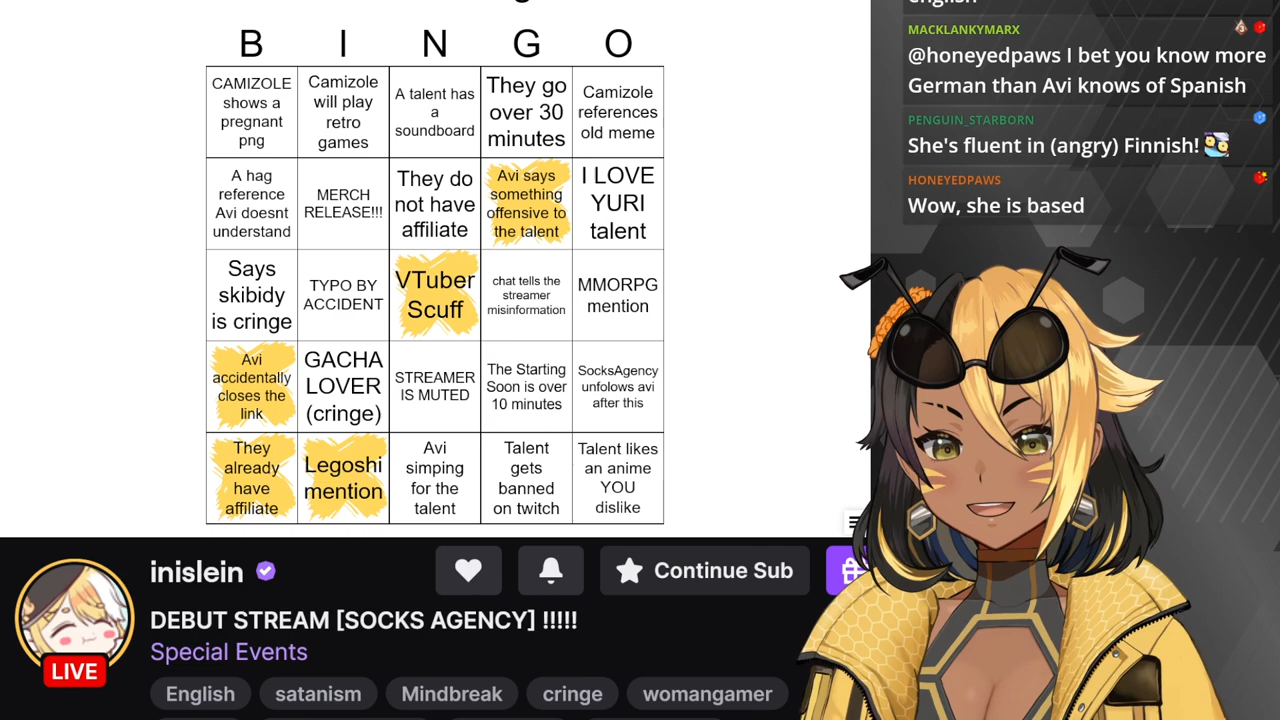 B I N G O
CAMIZOLE
shows a
pregnant
png
Camizole
will play
retro
games
A talent has
a
soundboard
They go
over 30
minutes
Camizole
references
old meme
A hag
reference
Avi doesnt
understand
MERCH
RELEASE!!!
They do
not have
affiliate
Avi says
something
offensive to
the talent
I LOVE
YURI
talent
Says
skibidy
is cringe
TYPO BY
ACCIDENT
VTuber
Scuff
chat tells the
streamer
misinformation
MMORPG
mention
Avi
accidentally
closes the
link
GACHA
LOVER
(cringe)
STREAMER
IS MUTED
The Starting
Soon is over
10 minutes
SocksAgency
unfolows avi
after this
They
already
have
affiliate
Legoshi
mention
Avi
simping
for the
talent
Talent
gets
banned
on twitch
Talent likes
an anime
YOU
dislike
English
MACKLANKYMARX
@honeyedpaws I bet you know more
German than Avi knows of Spanish
PENGUIN_STARBORN
She's fluent in (angry) Finnish!
HONEYEDPAWS
Wow, she is based
inislein
Continue Sub
DEBUT STREAM [SOCKS AGENCY] !!!!!
Special Events
LIVE
English satanism Mindbreak cringe womangamer